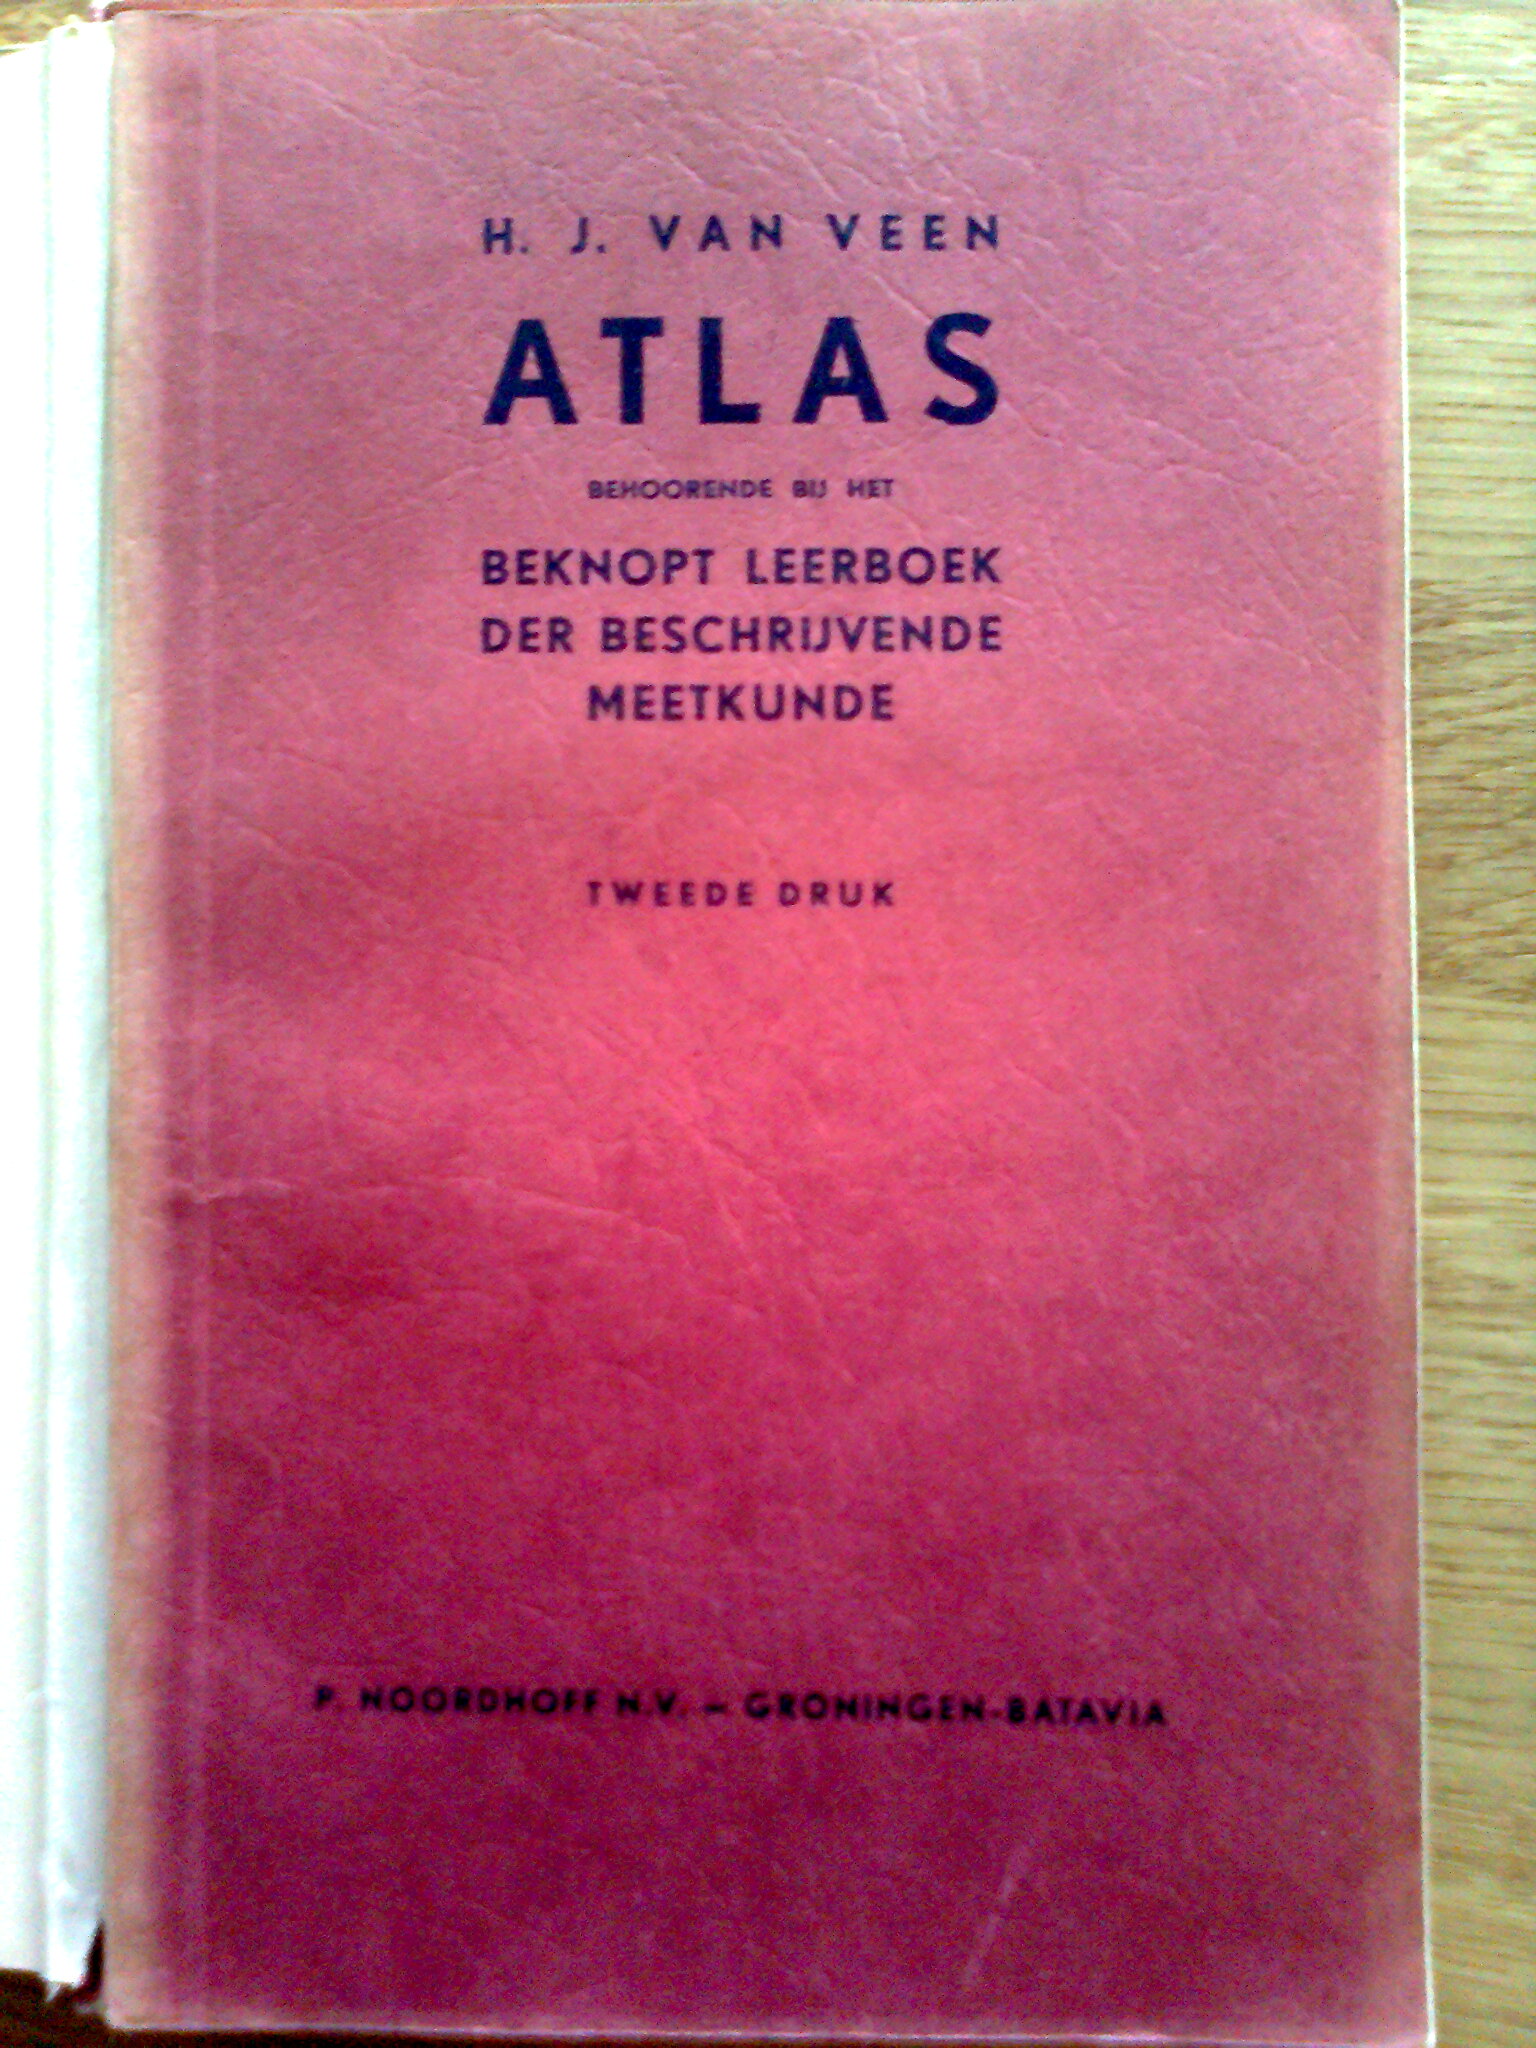 H. J. VAN VEEN
ATLAS
BEHOORENDE BIJ HET
BEKNOPT LEERBOEK
DER BESCHRIJVENDE
MEETKUNDE
TWEEDE DRUK
P. NOORDHOFF N.V. – GRONINGEN-BATAVIA